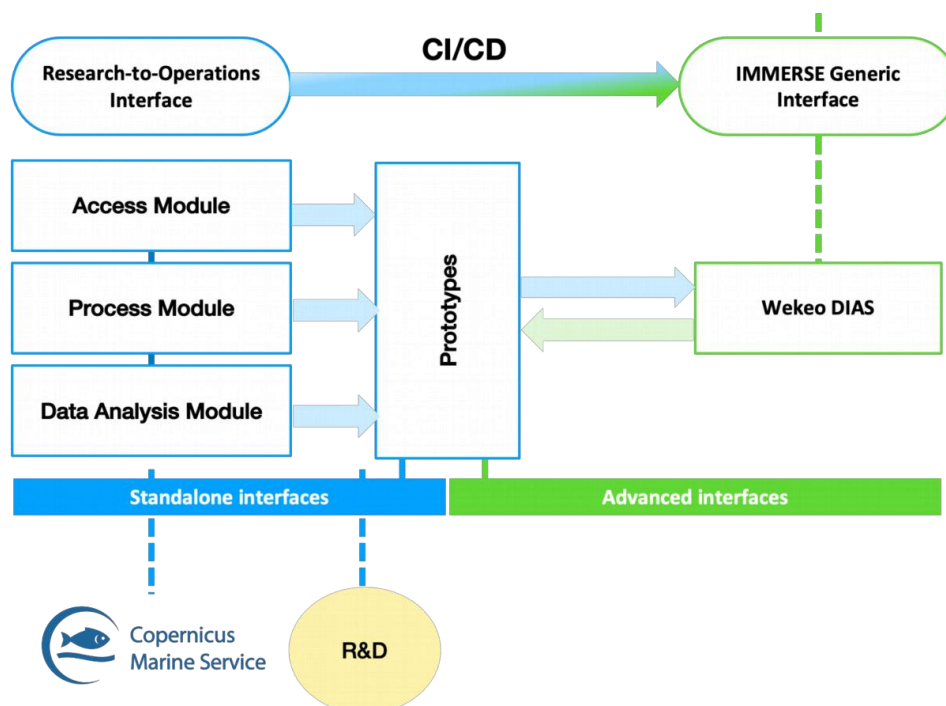 CI/CD
Research-to-Operations
Interface
IMMERSE Generic
Interface
Access Module
Process Module
Data Analysis Module
Prototypes
Wekeo DIAS
Standalone interfaces
Advanced interfaces
Copernicus
Marine Service
R&D